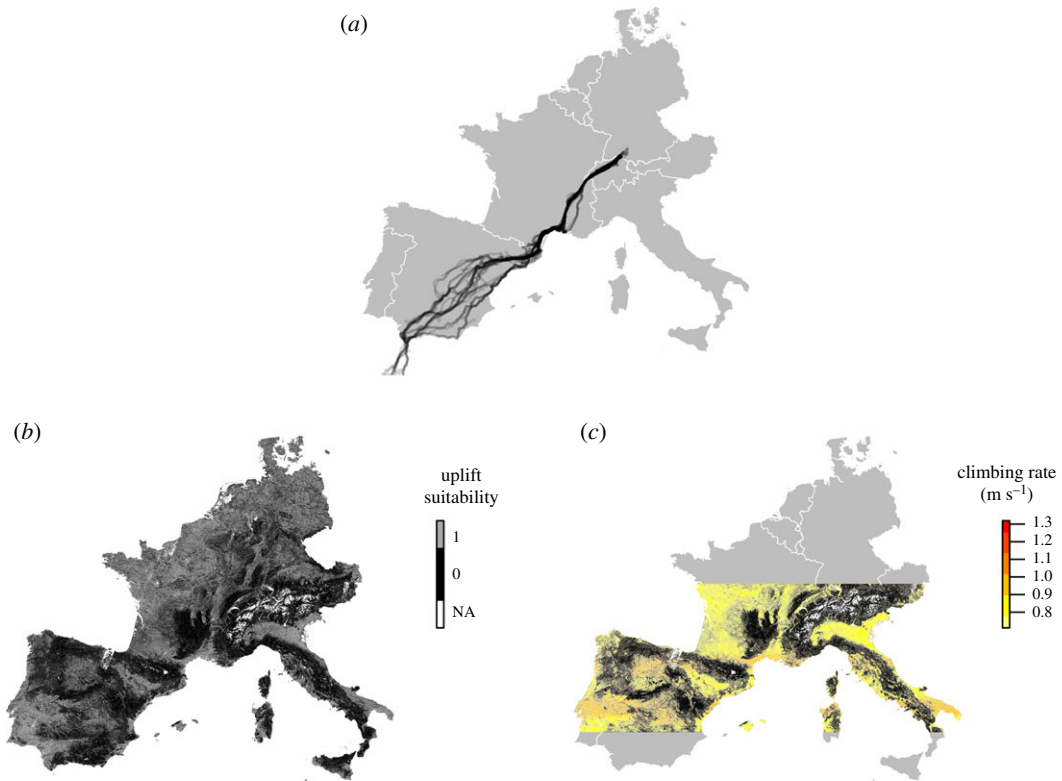 (a)
(b)
uplift
suitability
1
0
NA
(c)
climbing rate
(m s⁻¹)
1.3
1.2
1.1
1.0
0.9
0.8